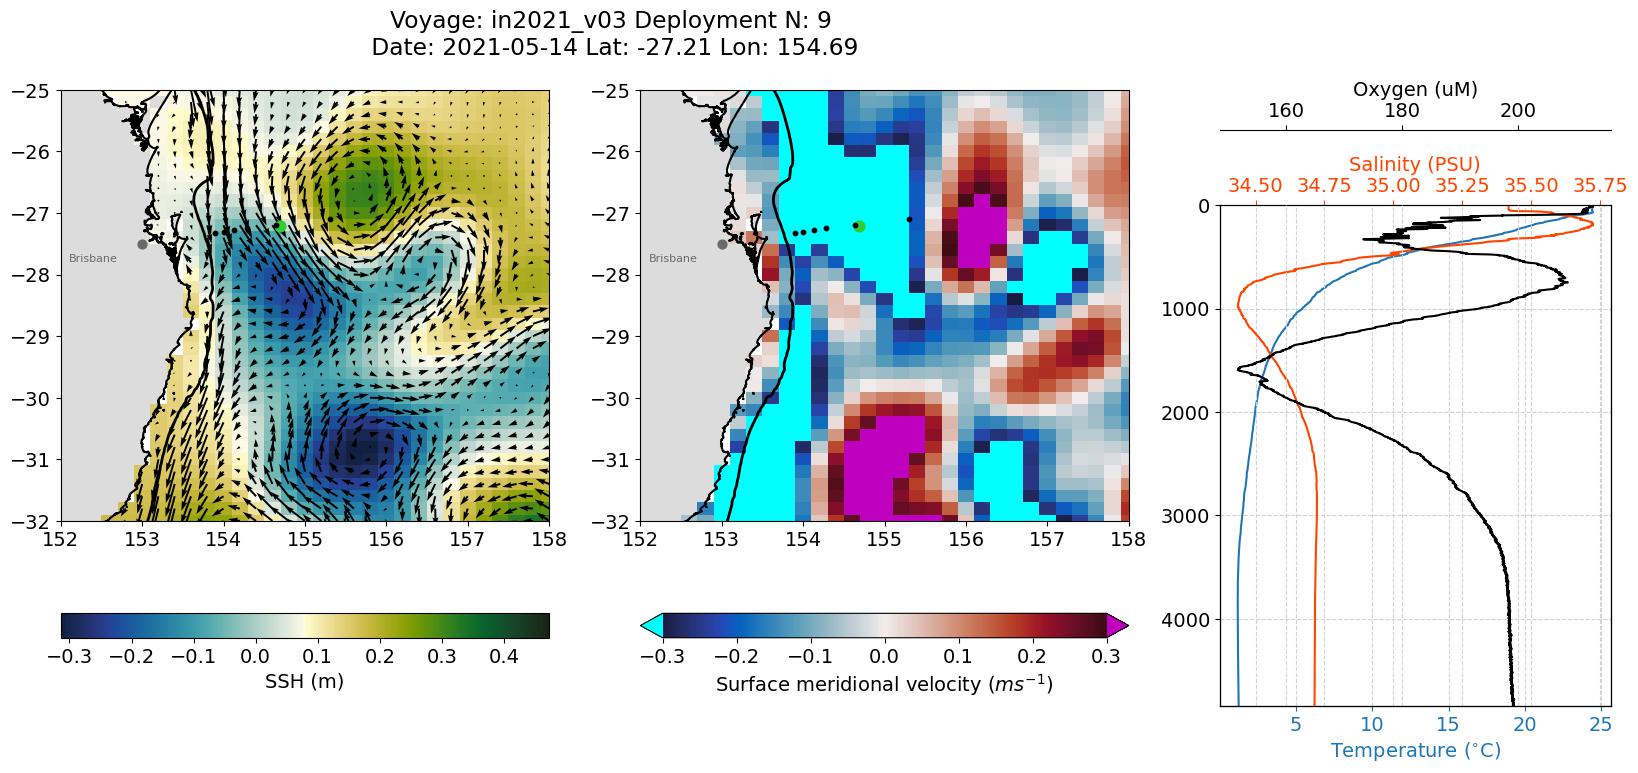 Voyage: in2021_v03 Deployment N: 9
Date: 2021-05-14 Lat: -27.21 Lon: 154.69
−25
−26
−27
−28
−29
−30
−31
−32
152 153 154 155 156 157 158
Brisbane
−0.3 −0.2 −0.1 0.0 0.1 0.2 0.3 0.4
SSH (m)
−25
−26
−27
−28
−29
−30
−31
−32
152 153 154 155 156 157 158
Brisbane
−0.3 −0.2 −0.1 0.0 0.1 0.2 0.3
Surface meridional velocity (ms⁻¹)
Oxygen (uM)
160 180 200
Salinity (PSU)
34.50 34.75 35.00 35.25 35.50 35.75
0
1000
2000
3000
4000
5 10 15 20 25
Temperature (°C)